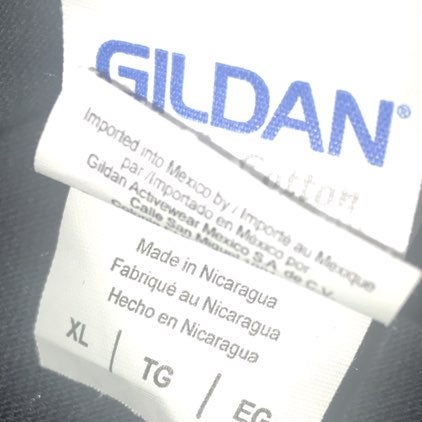 GILDAN®
Cotton
Imported into Mexico by / Importé au Mexique
par / Importado en México por
Gildan Activewear Mexico S.A. de C.V.
Calle San Miguel
Made in Nicaragua
Fabriqué au Nicaragua
Hecho en Nicaragua
XL | TG | EG